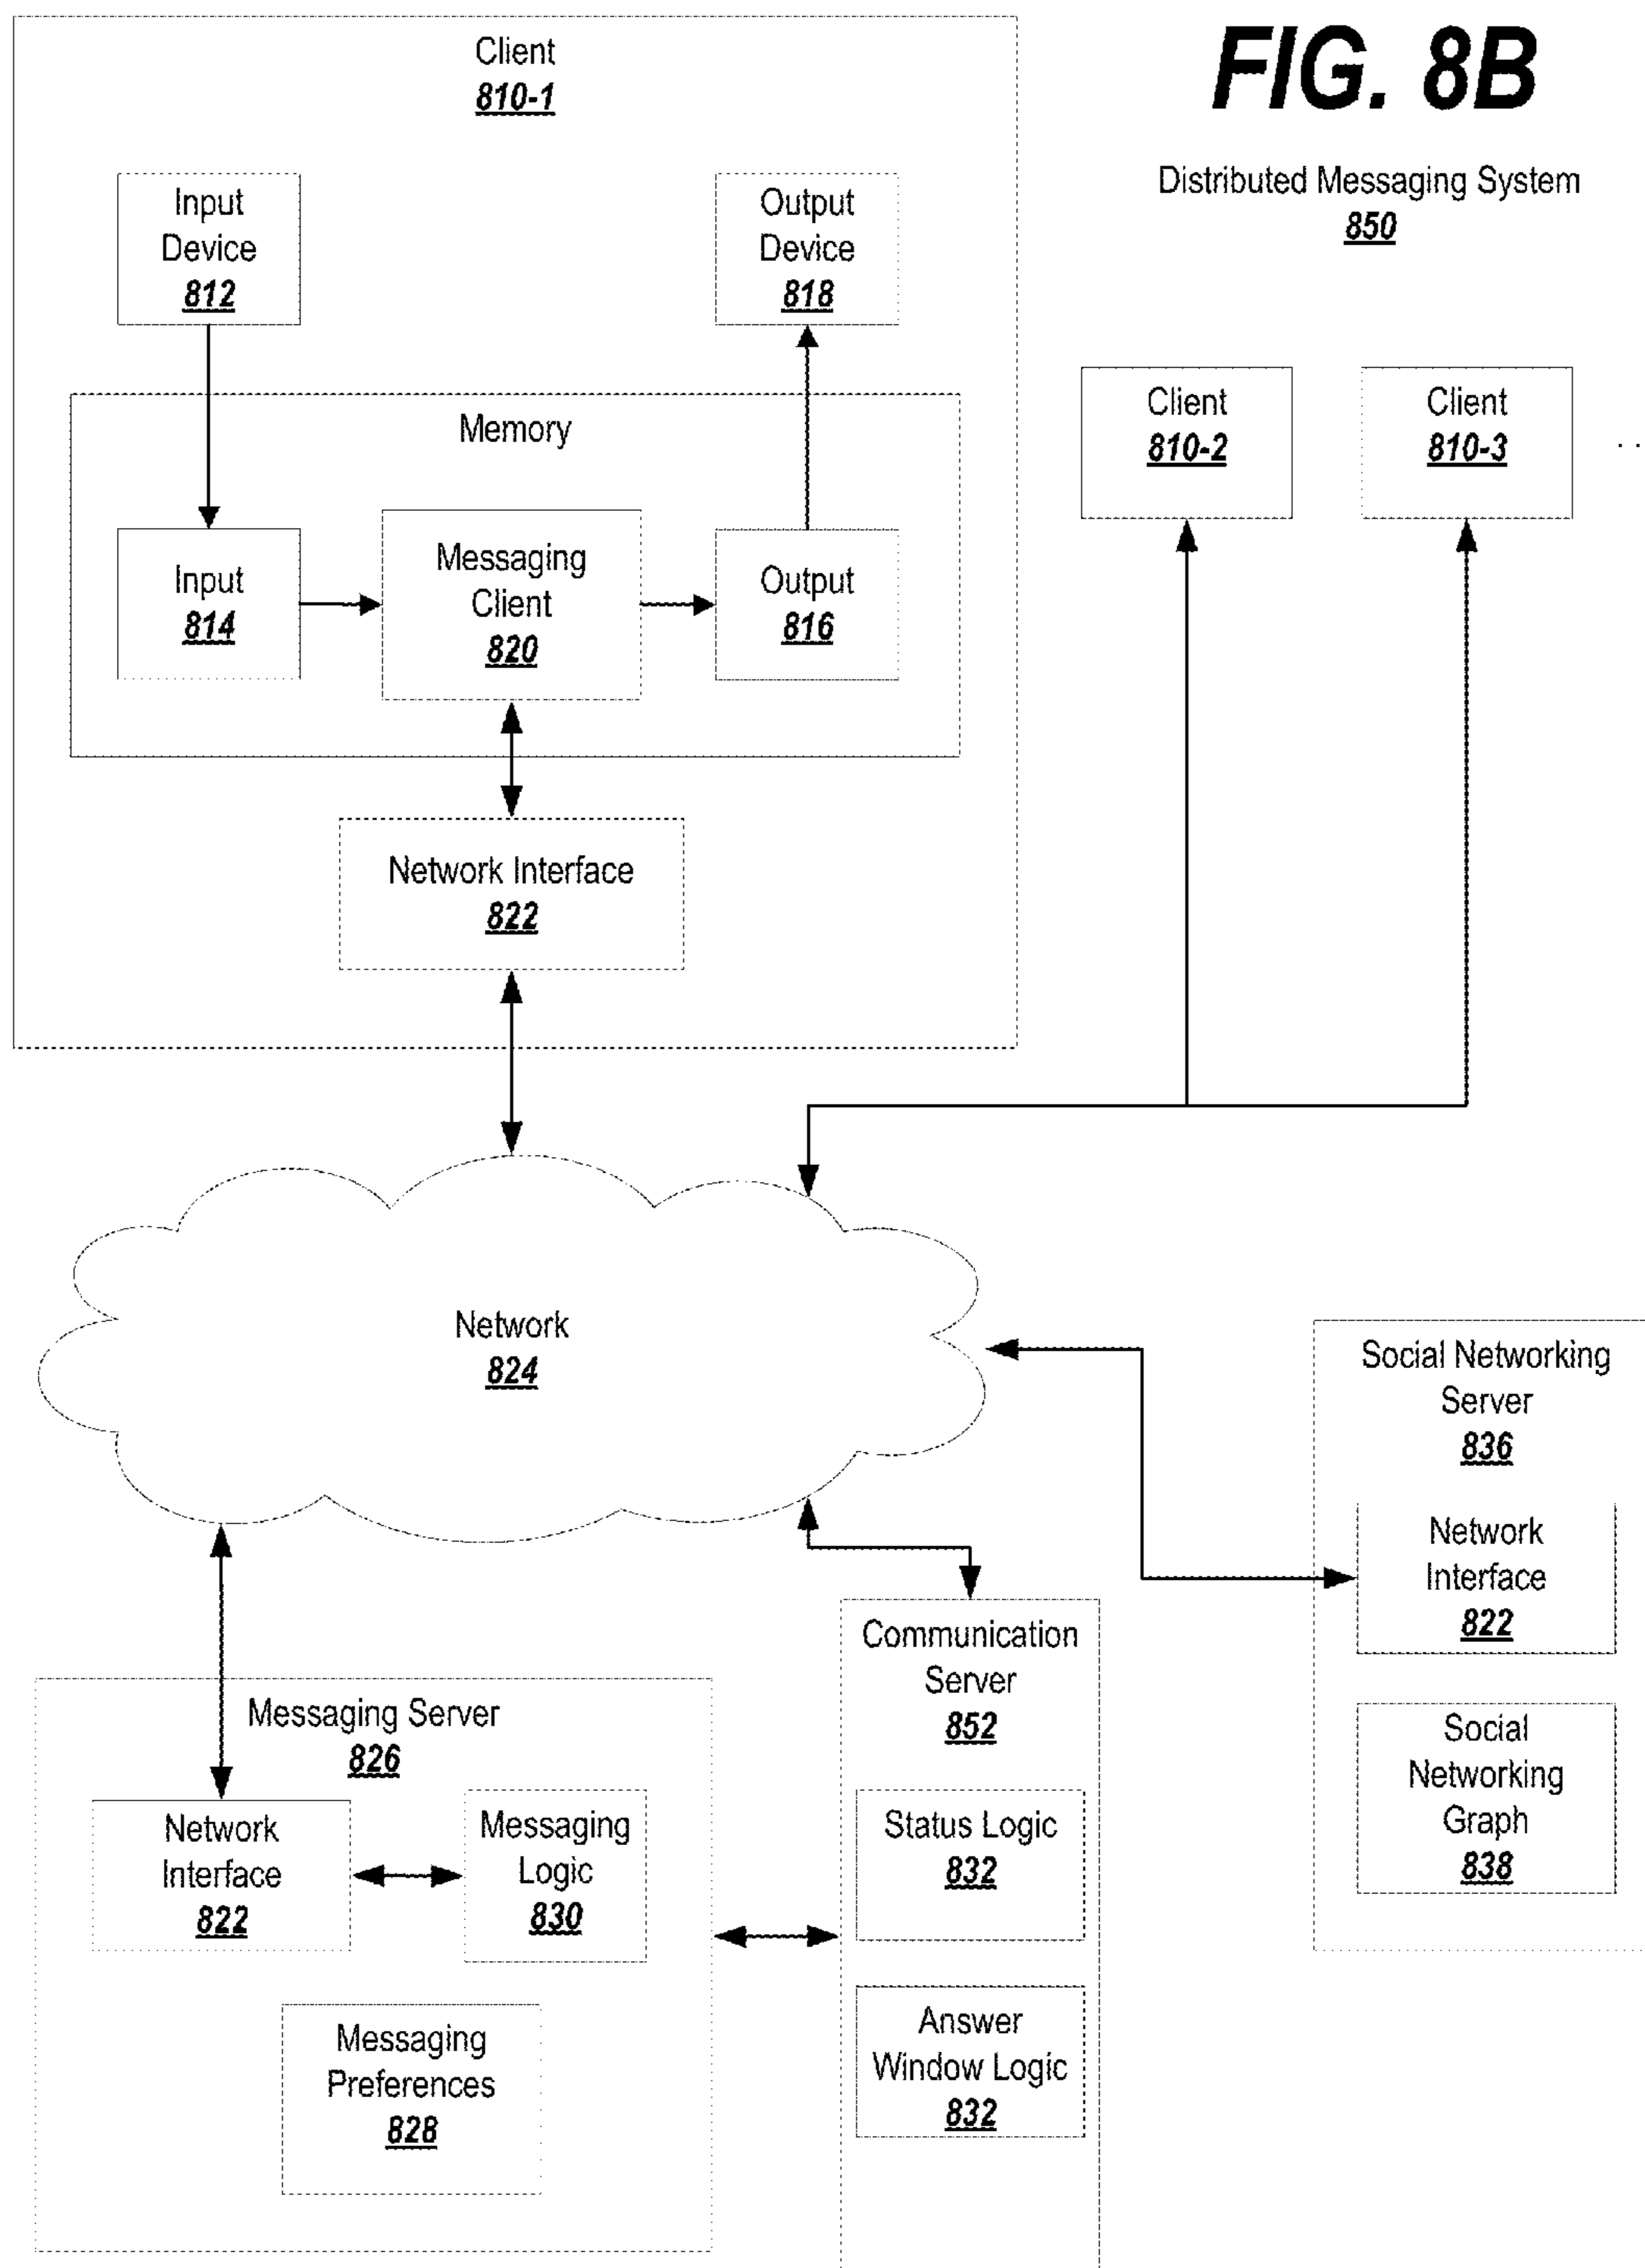 FIG. 8B
Distributed Messaging System
850
Client
810-1
Input
Device
812
Output
Device
818
Memory
Input
814
Messaging
Client
820
Output
816
Network Interface
822
Client
810-2
Client
810-3
. .
Network
824
Social Networking
Server
836
Network
Interface
822
Social
Networking
Graph
838
Messaging Server
826
Network
Interface
822
Messaging
Logic
830
Messaging
Preferences
828
Communication
Server
852
Status Logic
832
Answer
Window Logic
832